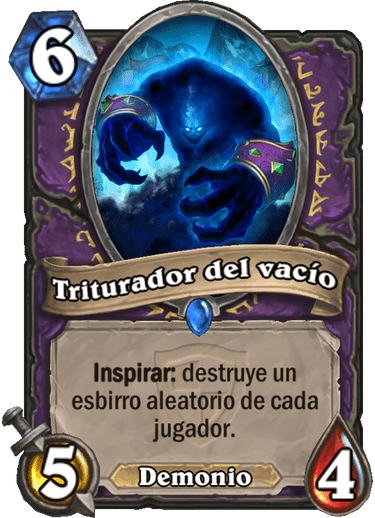 6
Triturador del vacío
Inspirar: destruye un
esbirro aleatorio de cada
jugador.
5
Demonio
4